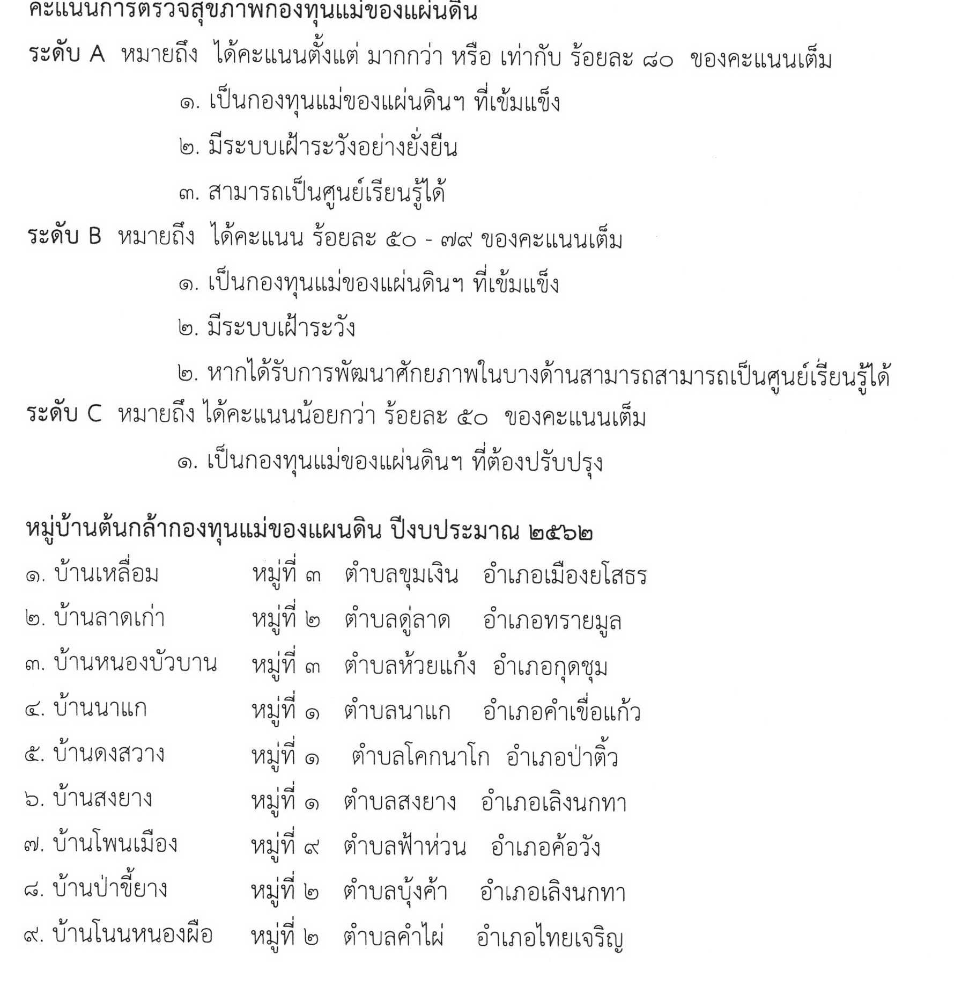 คะแนนการตรวจสุขภาพกองทุนแม่ของแผ่นดิน
ระดับ A หมายถึง ได้คะแนนตั้งแต่ มากกว่า หรือ เท่ากับ ร้อยละ ๘๐ ของคะแนนเต็ม
๑. เป็นกองทุนแม่ของแผ่นดินฯ ที่เข้มแข็ง
๒. มีระบบเฝ้าระวังอย่างยั่งยืน
๓. สามารถเป็นศูนย์เรียนรู้ได้
ระดับ B หมายถึง ได้คะแนน ร้อยละ ๕๐ - ๗๙ ของคะแนนเต็ม
๑. เป็นกองทุนแม่ของแผ่นดินฯ ที่เข้มแข็ง
๒. มีระบบเฝ้าระวัง
๒. หากได้รับการพัฒนาศักยภาพในบางด้านสามารถสามารถเป็นศูนย์เรียนรู้ได้
ระดับ C หมายถึง ได้คะแนนน้อยกว่า ร้อยละ ๕๐ ของคะแนนเต็ม
๑. เป็นกองทุนแม่ของแผ่นดินฯ ที่ต้องปรับปรุง
หมู่บ้านต้นกล้ากองทุนแม่ของแผนดิน ปีงบประมาณ ๒๕๖๒
๑. บ้านเหลื่อม หมู่ที่ ๓ ตำบลขุมเงิน อำเภอเมืองยโสธร
๒. บ้านลาดเก่า หมู่ที่ ๒ ตำบลดู่ลาด อำเภอทรายมูล
๓. บ้านหนองบัวบาน หมู่ที่ ๓ ตำบลห้วยแก้ง อำเภอกุดชุม
๔. บ้านนาแก หมู่ที่ ๑ ตำบลนาแก อำเภอคำเขื่อแก้ว
๕. บ้านดงสวาง หมู่ที่ ๑ ตำบลโคกนาโก อำเภอป่าติ้ว
๖. บ้านสงยาง หมู่ที่ ๑ ตำบลสงยาง อำเภอเลิงนกทา
๗. บ้านโพนเมือง หมู่ที่ ๙ ตำบลฟ้าห่วน อำเภอค้อวัง
๘. บ้านป่าขี้ยาง หมู่ที่ ๒ ตำบลบุ้งค้า อำเภอเลิงนกทา
๙. บ้านโนนหนองผือ หมู่ที่ ๒ ตำบลคำไผ่ อำเภอไทยเจริญ